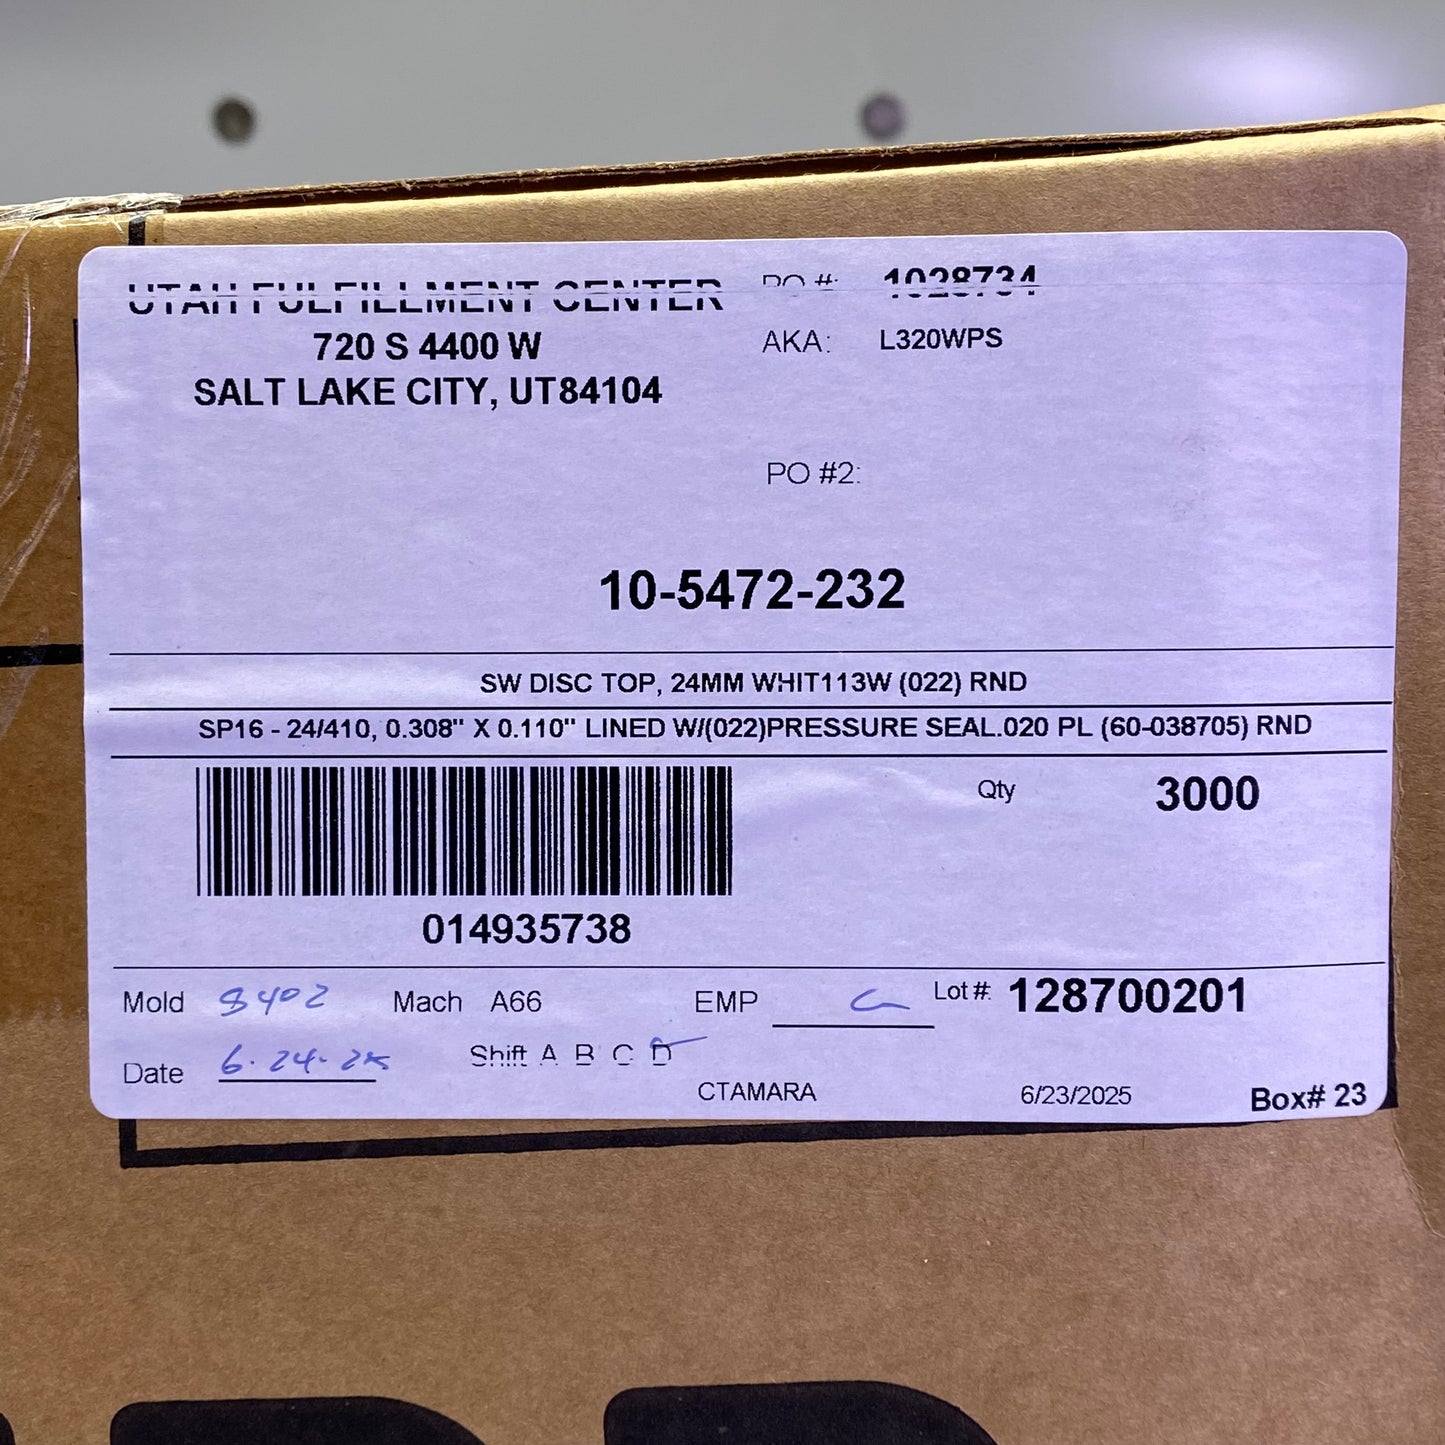 UTAH FULFILLMENT CENTER
720 S 4400 W
SALT LAKE CITY, UT84104
PO #: 1028734
AKA: L320WPS
PO #2:
10-5472-232
SW DISC TOP, 24MM WHIT113W (022) RND
SP16 - 24/410, 0.308" X 0.110" LINED W/(022)PRESSURE SEAL.020 PL (60-038705) RND
Qty 3000
014935738
Mold 8402 Mach A66 EMP Lot #: 128700201
Date 6-24-25 Shift A B C D
CTAMARA 6/23/2025 Box# 23